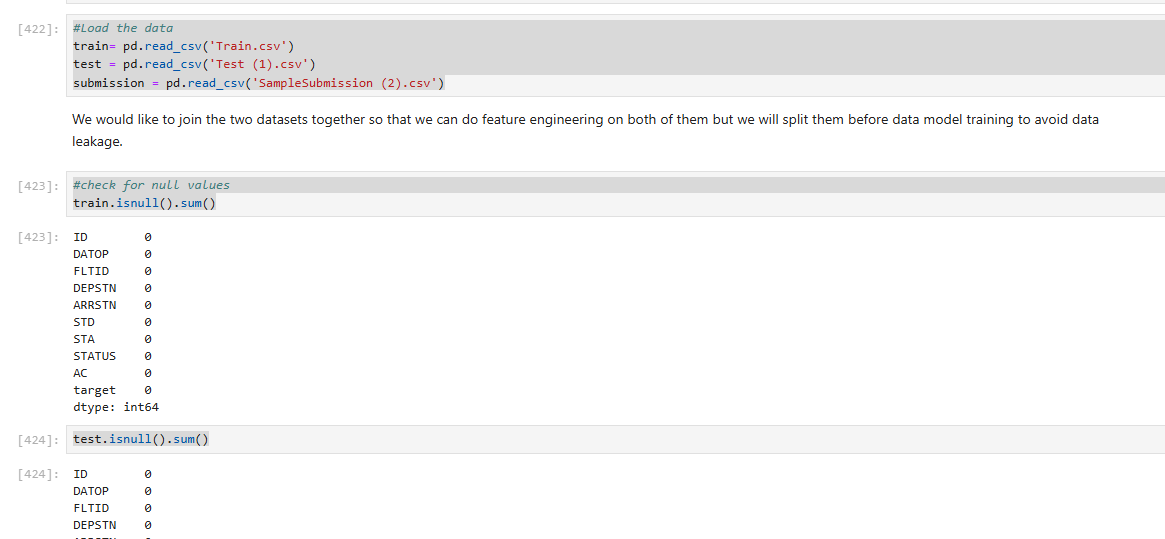 [422]: #Load the data
train= pd.read_csv('Train.csv')
test = pd.read_csv('Test (1).csv')
submission = pd.read_csv('SampleSubmission (2).csv')
We would like to join the two datasets together so that we can do feature engineering on both of them but we will split them before data model training to avoid data
leakage.
[423]: #check for null values
train.isnull().sum()
[423]: ID 0
DATOP 0
FLTID 0
DEPSTN 0
ARRSTN 0
STD 0
STA 0
STATUS 0
AC 0
target 0
dtype: int64
[424]: test.isnull().sum()
[424]: ID 0
DATOP 0
FLTID 0
DEPSTN 0